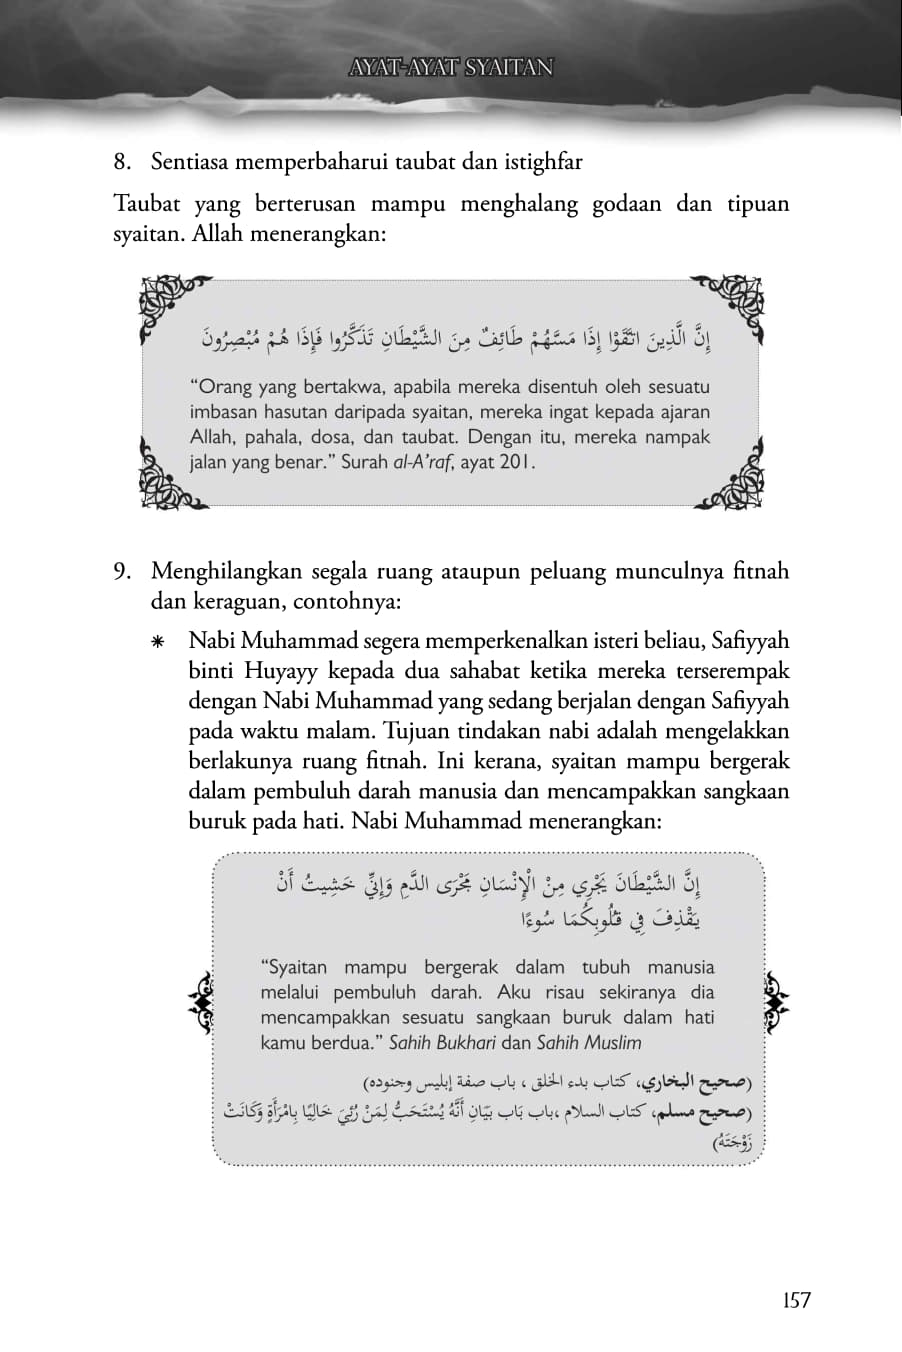 AYAT-AYAT SYAITAN
8. Sentiasa memperbaharui taubat dan istighfar
Taubat yang berterusan mampu menghalang godaan dan tipuan
syaitan. Allah menerangkan:
إِنَّ الَّذِينَ اتَّقَوْا إِذَا مَسَّهُمْ طَائِفٌ مِنَ الشَّيْطَانِ تَذَكَّرُوا فَإِذَا هُمْ مُبْصِرُونَ
“Orang yang bertakwa, apabila mereka disentuh oleh sesuatu
imbasan hasutan daripada syaitan, mereka ingat kepada ajaran
Allah, pahala, dosa, dan taubat. Dengan itu, mereka nampak
jalan yang benar.” Surah al-A’raf, ayat 201.
9. Menghilangkan segala ruang ataupun peluang munculnya fitnah
dan keraguan, contohnya:
* Nabi Muhammad segera memperkenalkan isteri beliau, Safiyyah
binti Huyayy kepada dua sahabat ketika mereka terserempak
dengan Nabi Muhammad yang sedang berjalan dengan Safiyyah
pada waktu malam. Tujuan tindakan nabi adalah mengelakkan
berlakunya ruang fitnah. Ini kerana, syaitan mampu bergerak
dalam pembuluh darah manusia dan mencampakkan sangkaan
buruk pada hati. Nabi Muhammad menerangkan:
إِنَّ الشَّيْطَانَ يَجْرِي مِنْ الْإِنْسَانِ مَجْرَى الدَّمِ وَإِنِّي خَشِيتُ أَنْ
يَقْذِفَ فِي قُلُوبِكُمَا سُوءًا
“Syaitan mampu bergerak dalam tubuh manusia
melalui pembuluh darah. Aku risau sekiranya dia
mencampakkan sesuatu sangkaan buruk dalam hati
kamu berdua.” Sahih Bukhari dan Sahih Muslim
(صحيح البخاري، كتاب بدء الخلق ، باب صفة إبليس وجنوده)
(صحيح مسلم، كتاب السلام ،باب بَاب بَيَانِ أَنَّهُ يُسْتَحَبُّ لِمَنْ رُئِيَ خَالِيًا بِامْرَأَةٍ وَكَانَتْ
زَوْجَتَهُ)
157